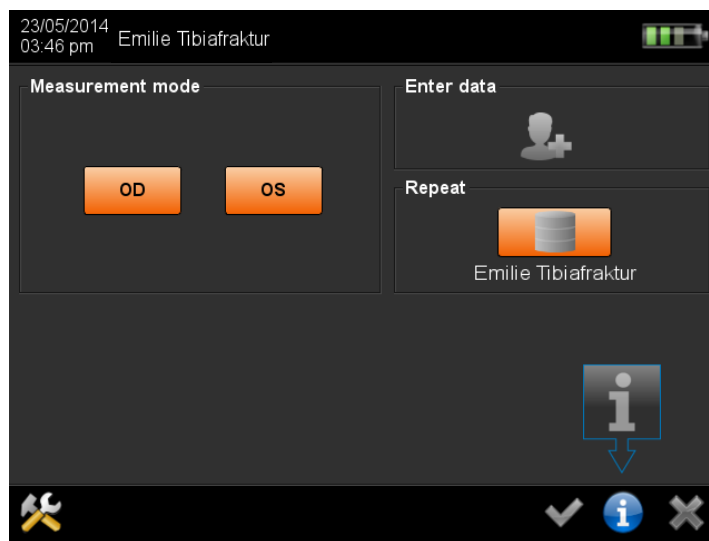 23/05/2014
03:46 pm
Emilie Tibiafraktur
Measurement mode
OD
OS
Enter data
Repeat
Emilie Tibiafraktur